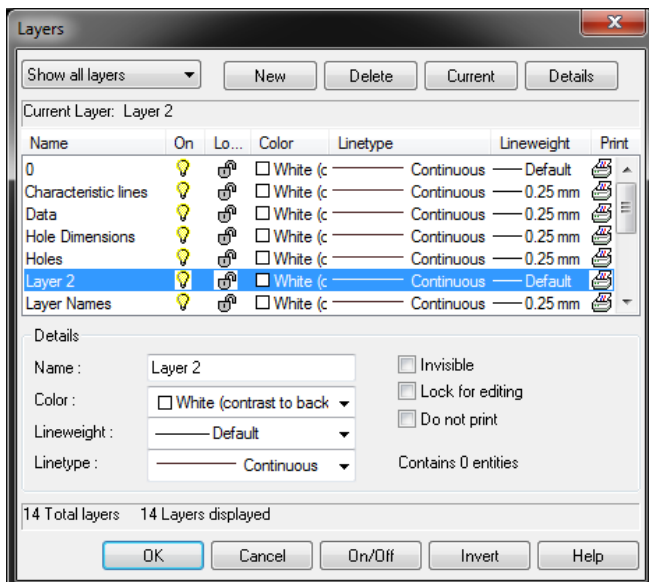 Layers
Show all layers New Delete Current Details
Current Layer: Layer 2
Name On Lo... Color Linetype Lineweight Print
0 White (c Continuous Default
Characteristic lines White (c Continuous 0.25 mm
Data White (c Continuous 0.25 mm
Hole Dimensions White (c Continuous 0.25 mm
Holes White (c Continuous 0.25 mm
Layer 2 White (c Continuous Default
Layer Names White (c Continuous 0.25 mm
Details
Name : Layer 2 Invisible
Color : White (contrast to back Lock for editing
Lineweight : Default Do not print
Linetype : Continuous Contains 0 entities
14 Total layers 14 Layers displayed
OK Cancel On/Off Invert Help